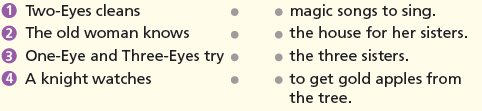 1 Two-Eyes cleans ● ● magic songs to sing.
2 The old woman knows ● ● the house for her sisters.
3 One-Eye and Three-Eyes try ● ● the three sisters.
4 A knight watches ● ● to get gold apples from
the tree.